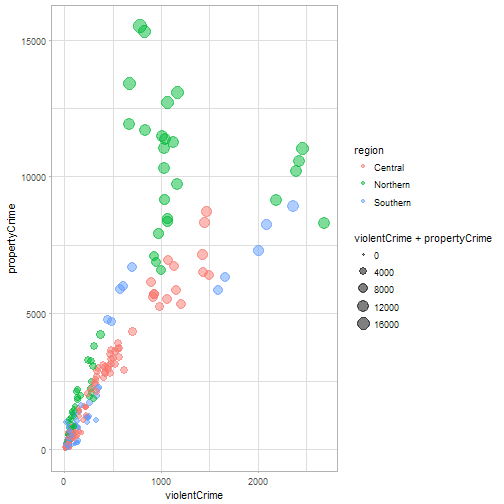 15000
10000
5000
0
propertyCrime
0
1000
2000
violentCrime
region
Central
Northern
Southern
violentCrime + propertyCrime
0
4000
8000
12000
16000